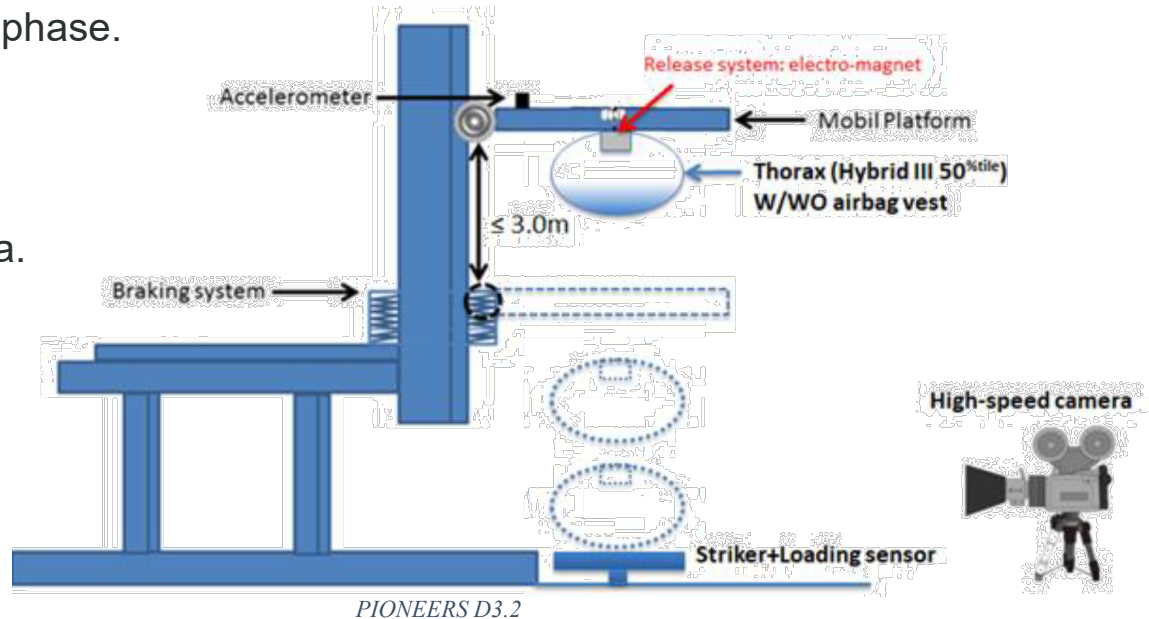 phase.
Release system: electro-magnet
Accelerometer
Mobil Platform
Thorax (Hybrid III 50%tile)
W/WO airbag vest
≤ 3.0m
a.
Braking system
High-speed camera
Striker+Loading sensor
PIONEERS D3.2